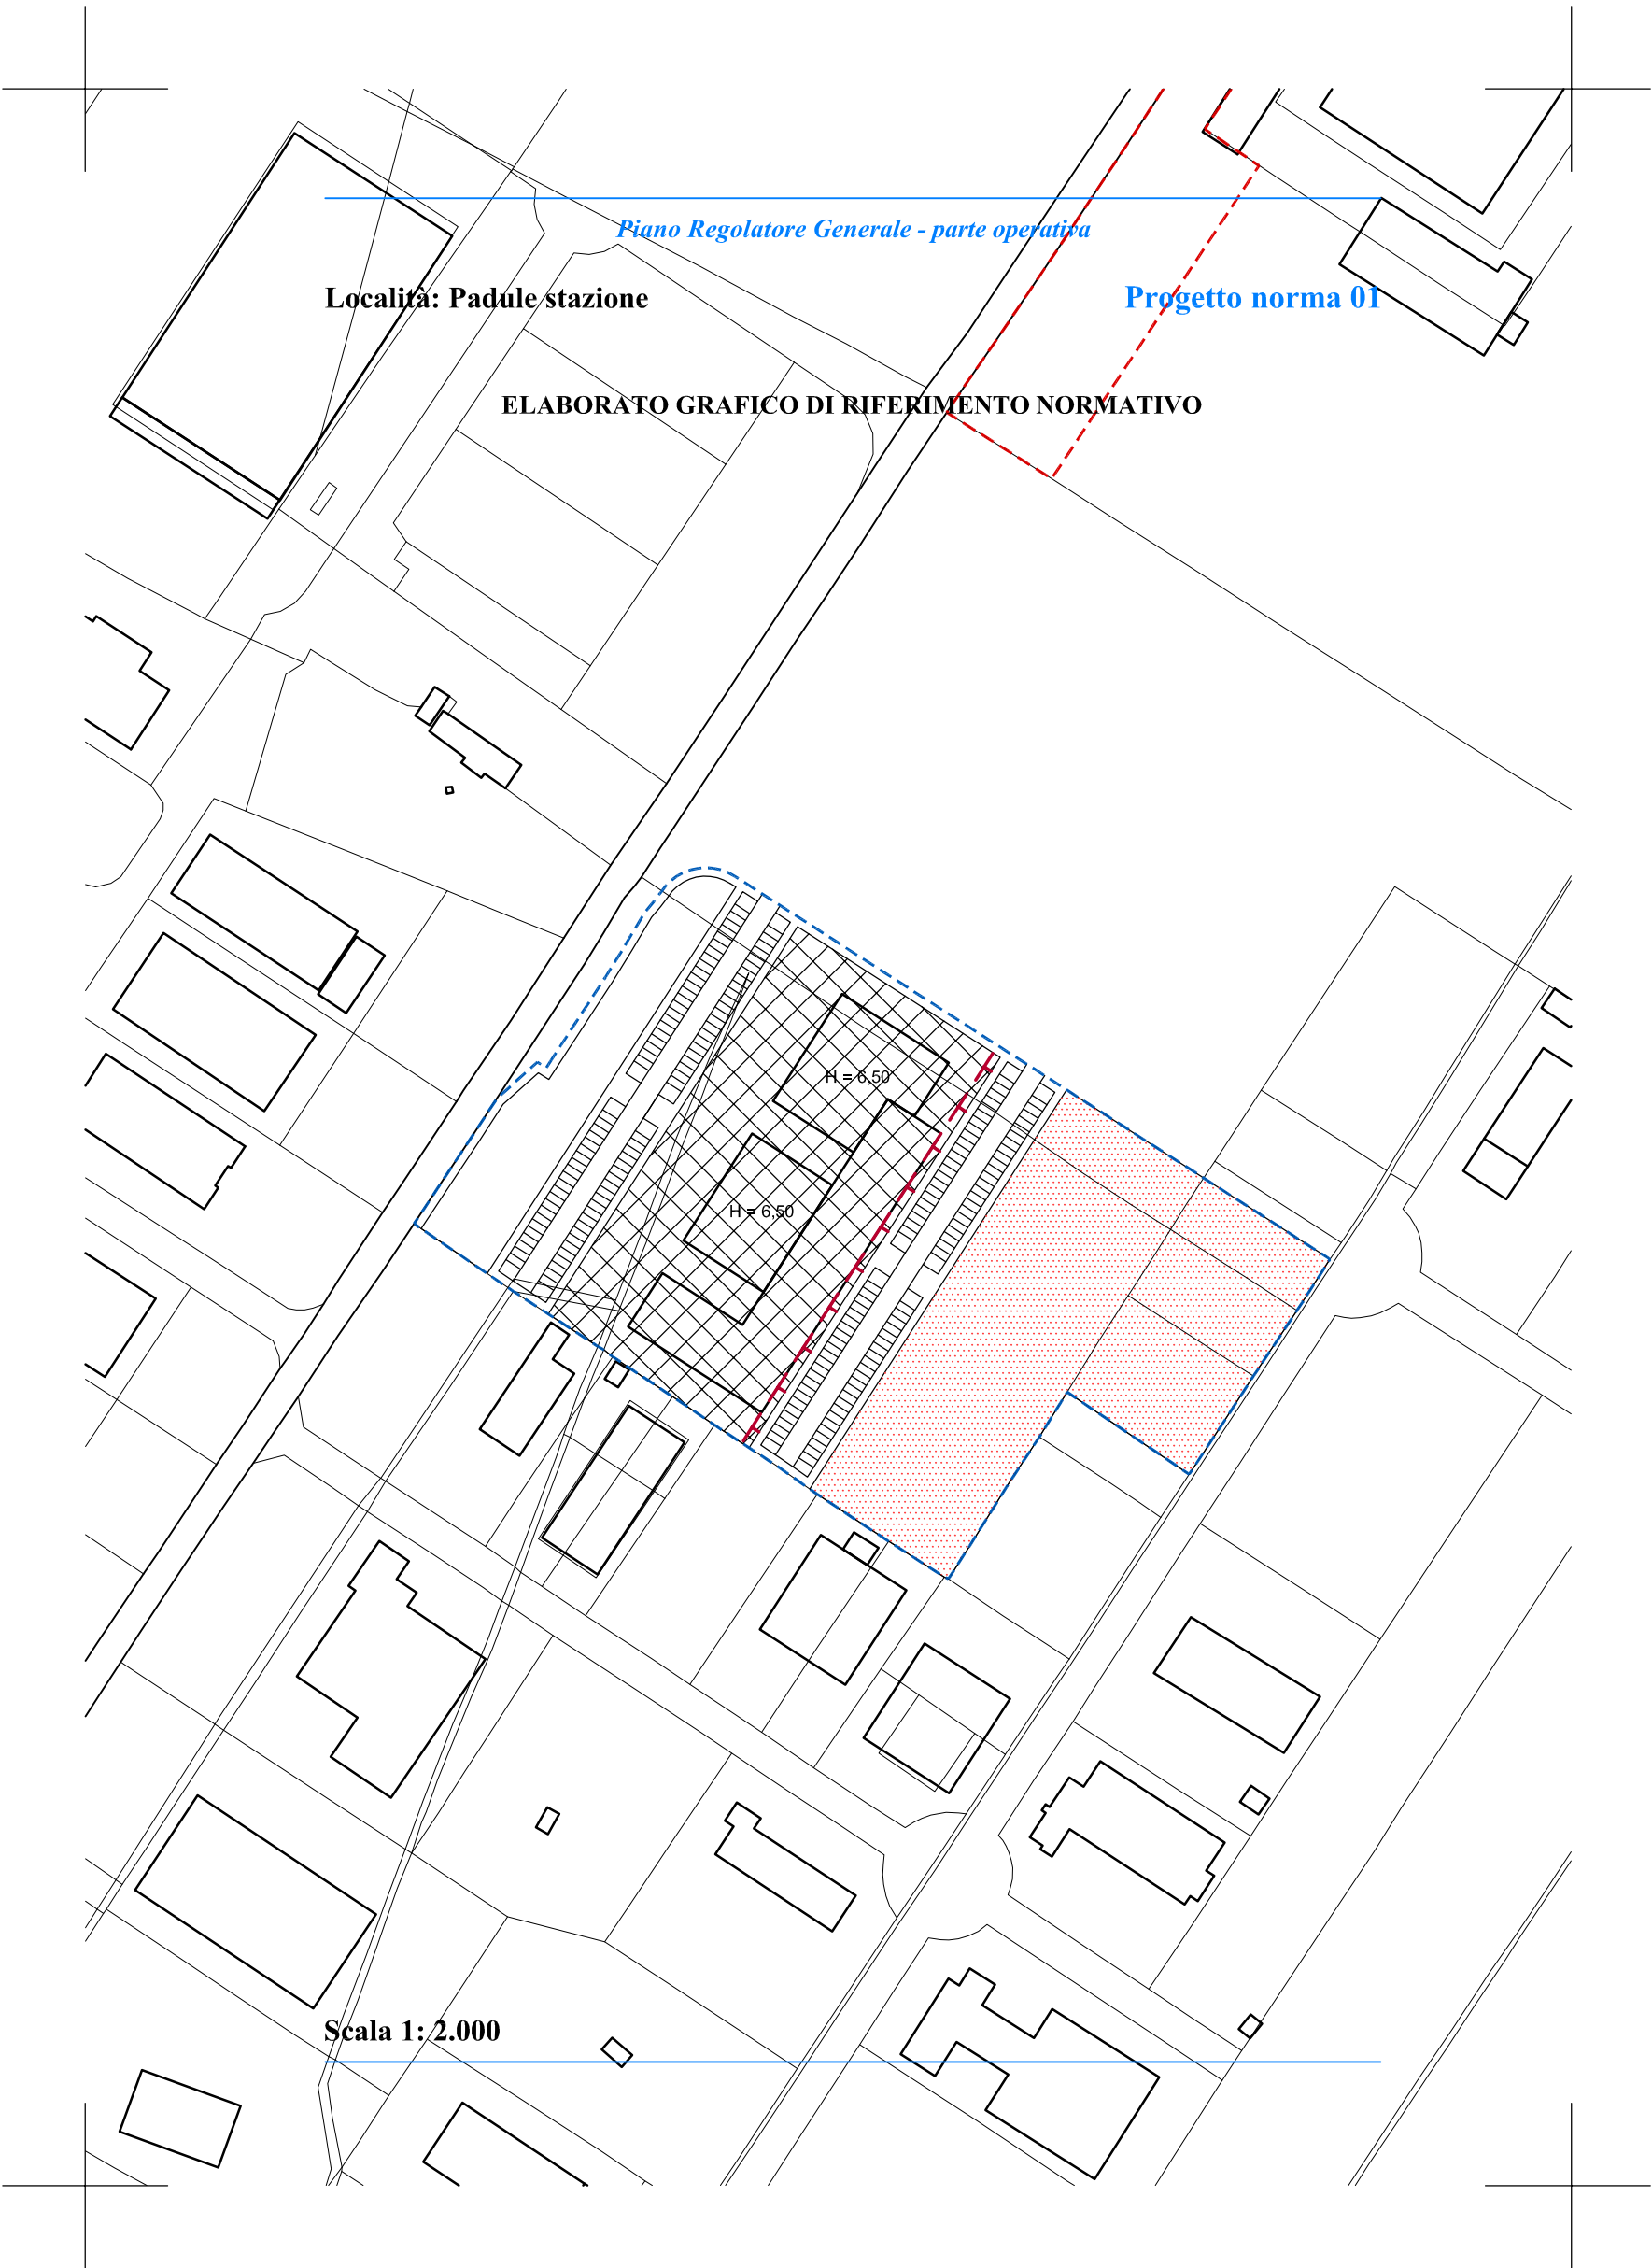 Piano Regolatore Generale - parte operativa
Località: Padule stazione
Progetto norma 01
ELABORATO GRAFICO DI RIFERIMENTO NORMATIVO
H = 6,50
H = 6,50
Scala 1: 2.000